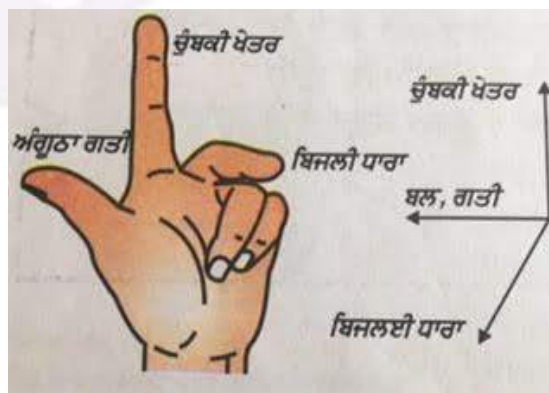 ਚੁੰਬਕੀ ਖੇਤਰ
ਅੰਗੂਠਾ ਗਤੀ
ਬਿਜਲੀ ਧਾਰਾ
ਚੁੰਬਕੀ ਖੇਤਰ
ਬਲ, ਗਤੀ
ਬਿਜਲਈ ਧਾਰਾ